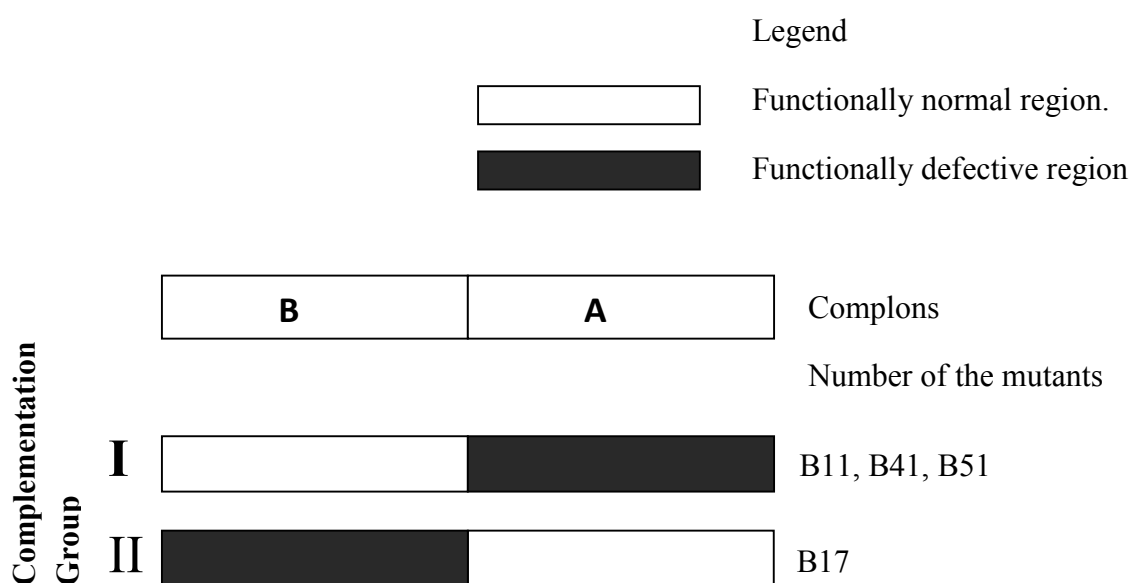 Legend
Functionally normal region.
Functionally defective region
B A Complons
Number of the mutants
Complementation
Group
I B11, B41, B51
II B17